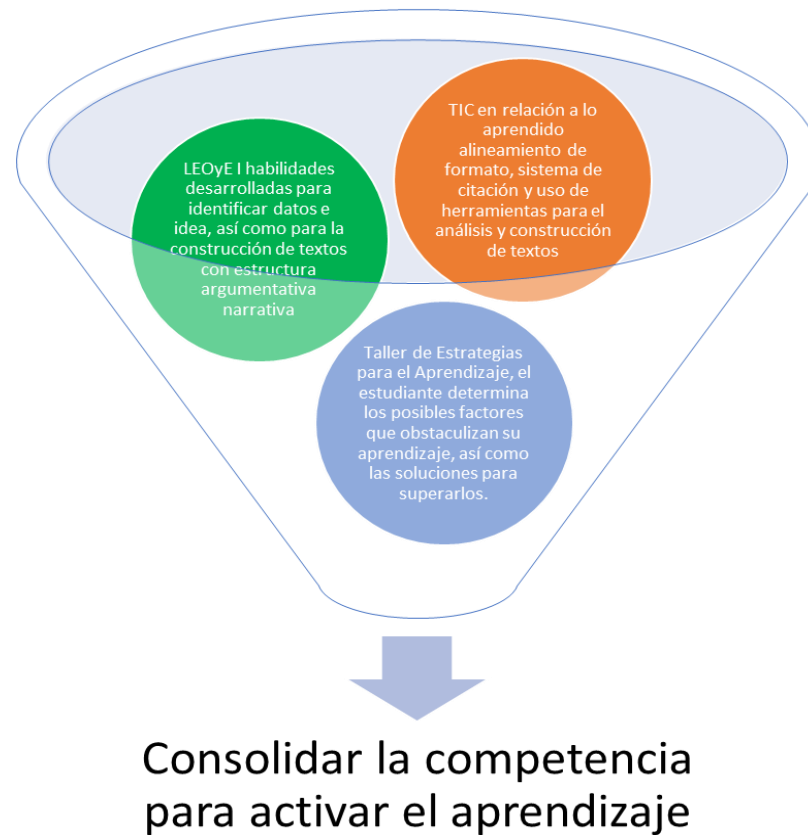 TIC en relación a lo
aprendido
alineamiento de
formato, sistema de
citación y uso de
herramientas para el
análisis y construcción
de textos
LEOyE I habilidades
desarrolladas para
identificar datos e
idea, así como para la
construcción de textos
con estructura
argumentativa
narrativa
Taller de Estrategias
para el Aprendizaje, el
estudiante determina
los posibles factores
que obstaculizan su
aprendizaje, así como
las soluciones para
superarlos.
Consolidar la competencia
para activar el aprendizaje